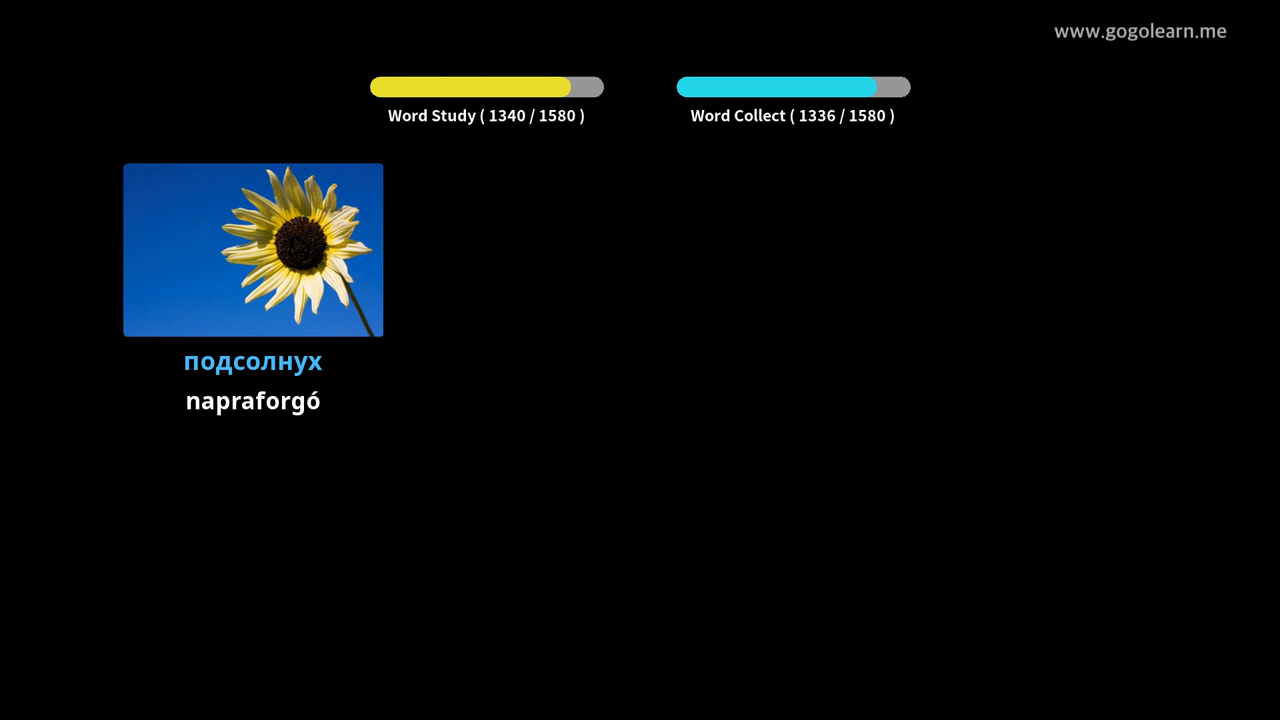 www.gogolearn.me
Word Study ( 1340 / 1580 )
Word Collect ( 1336 / 1580 )
подсолнух
napraforgó